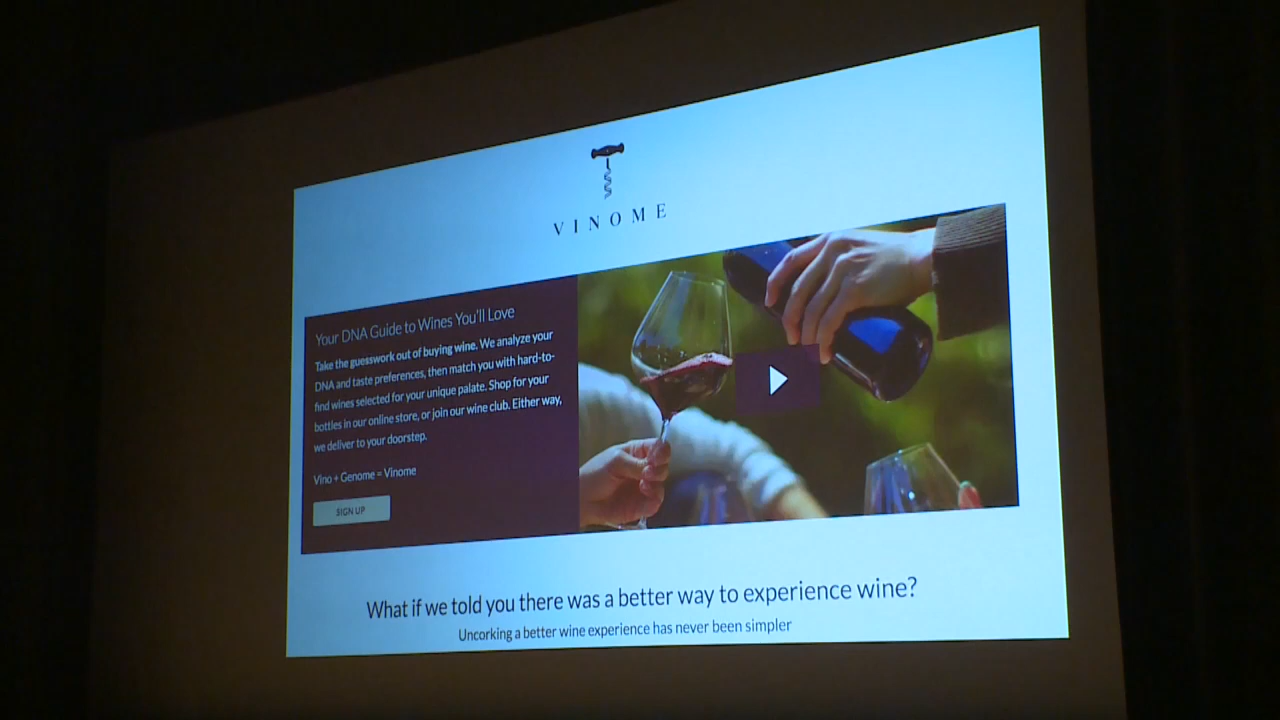 VINOME
Your DNA Guide to Wines You'll Love
Take the guesswork out of buying wine. We analyze your
DNA and taste preferences, then match you with hard-to-
find wines selected for your unique palate. Shop for your
bottles in our online store, or join our wine club. Either way,
we deliver to your doorstep.
Vino + Genome = Vinome
SIGN UP
What if we told you there was a better way to experience wine?
Uncorking a better wine experience has never been simpler